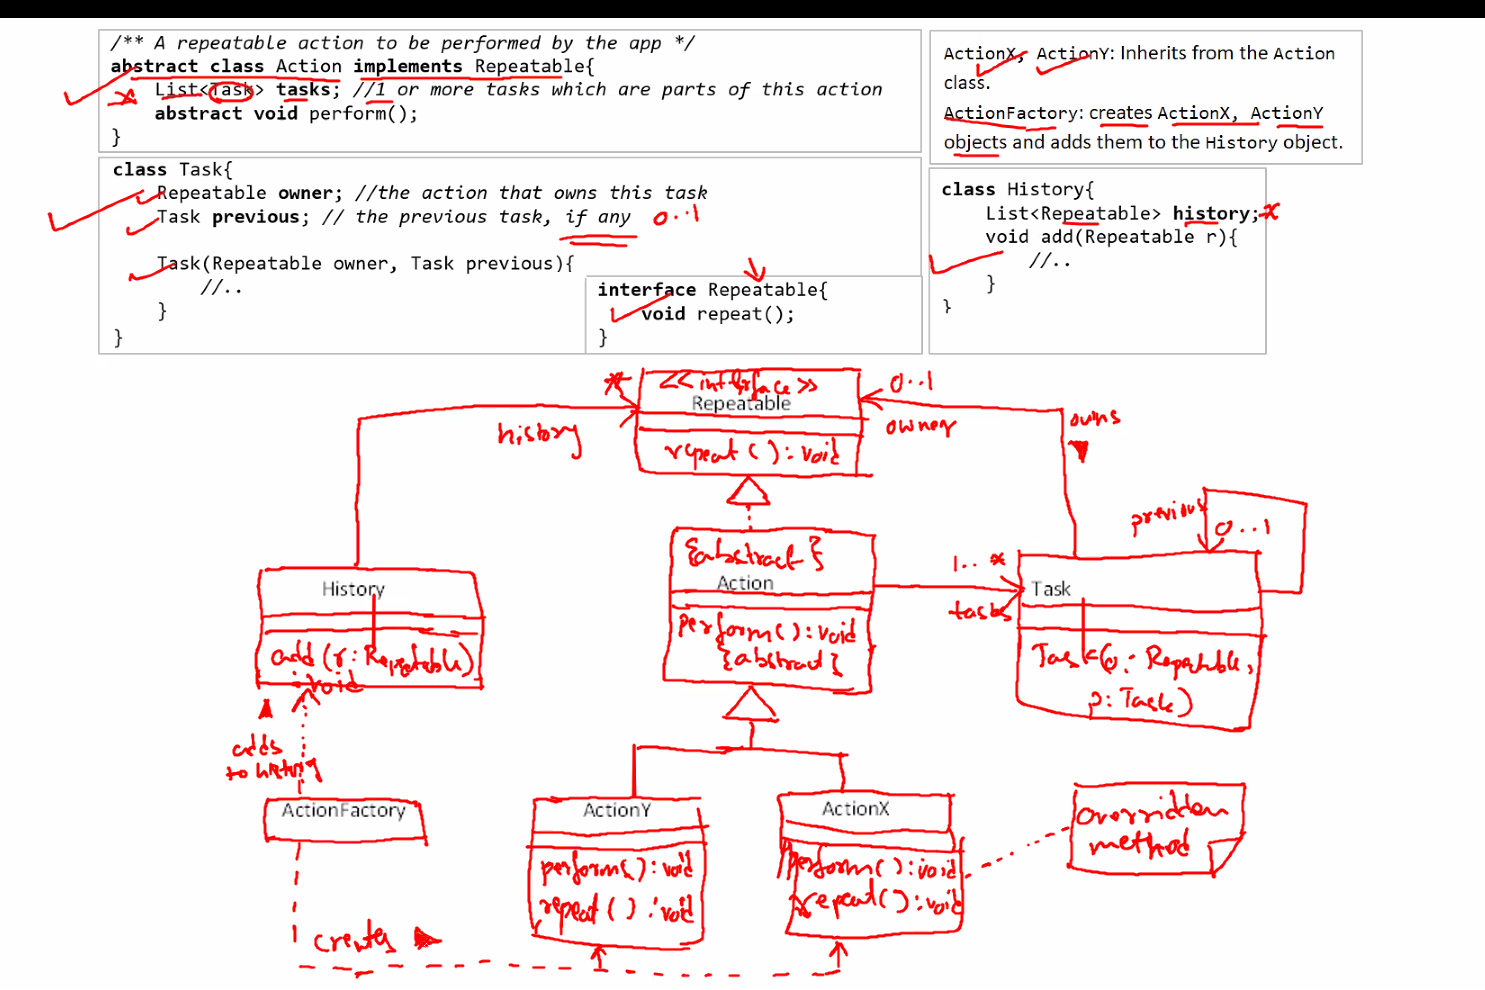 /** A repeatable action to be performed by the app */
abstract class Action implements Repeatable{
List<Task> tasks; //1 or more tasks which are parts of this action
abstract void perform();
}
ActionX, ActionY: Inherits from the Action
class.
ActionFactory: creates ActionX, ActionY
objects and adds them to the History object.
class Task{
Repeatable owner; //the action that owns this task
Task previous; // the previous task, if any 0..1
Task(Repeatable owner, Task previous){
//..
}
}
interface Repeatable{
void repeat();
}
class History{
List<Repeatable> history; *
void add(Repeatable r){
//..
}
}
*
<<interface>>
Repeatable
repeat ( ) : void
history
0..1
owner
owns
previous
0..1
{abstract}
Action
perform( ) : void
{abstract}
1..*
tasks
Task
Task(o: Repeatable,
p: Task)
History
add (r: Repeatable)
: void
adds
to history
ActionFactory
ActionY
perform( ) : void
repeat ( ) : void
ActionX
perform( ) : void
repeat( ) : void
overridden
method
creates